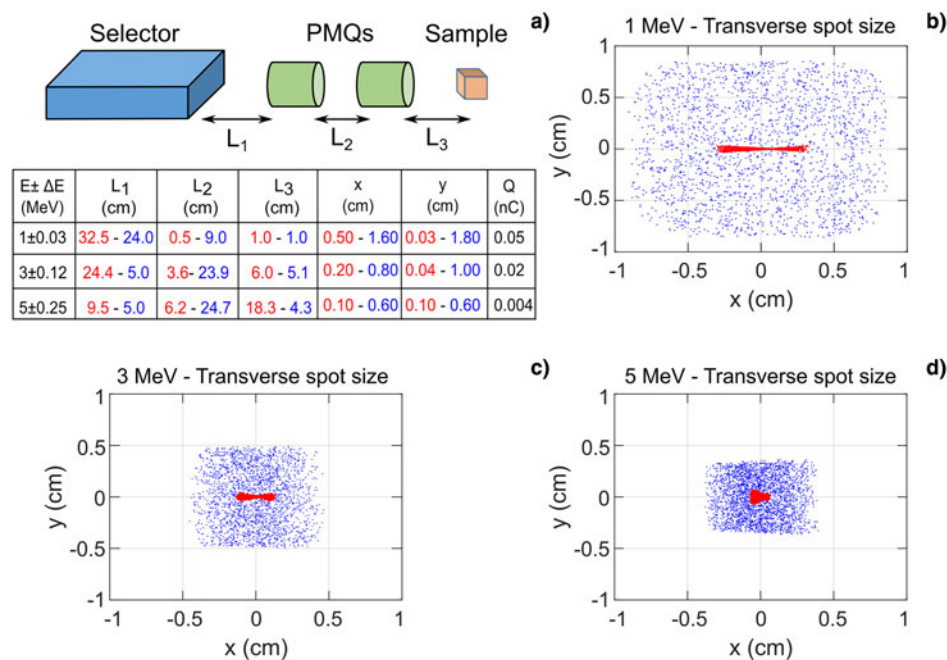 a)
Selector PMQs Sample
L1 L2 L3
E± ΔE (MeV) L1 (cm) L2 (cm) L3 (cm) x (cm) y (cm) Q (nC)
1±0.03 32.5 - 24.0 0.5 - 9.0 1.0 - 1.0 0.50 - 1.60 0.03 - 1.80 0.05
3±0.12 24.4 - 5.0 3.6- 23.9 6.0 - 5.1 0.20 - 0.80 0.04 - 1.00 0.02
5±0.25 9.5 - 5.0 6.2 - 24.7 18.3 - 4.3 0.10 - 0.60 0.10 - 0.60 0.004
b)
1 MeV - Transverse spot size
1
0.5
0
-0.5
-1
y (cm)
-1 -0.5 0 0.5 1
x (cm)
c)
3 MeV - Transverse spot size
1
0.5
0
-0.5
-1
y (cm)
-1 -0.5 0 0.5 1
x (cm)
d)
5 MeV - Transverse spot size
1
0.5
0
-0.5
-1
y (cm)
-1 -0.5 0 0.5 1
x (cm)